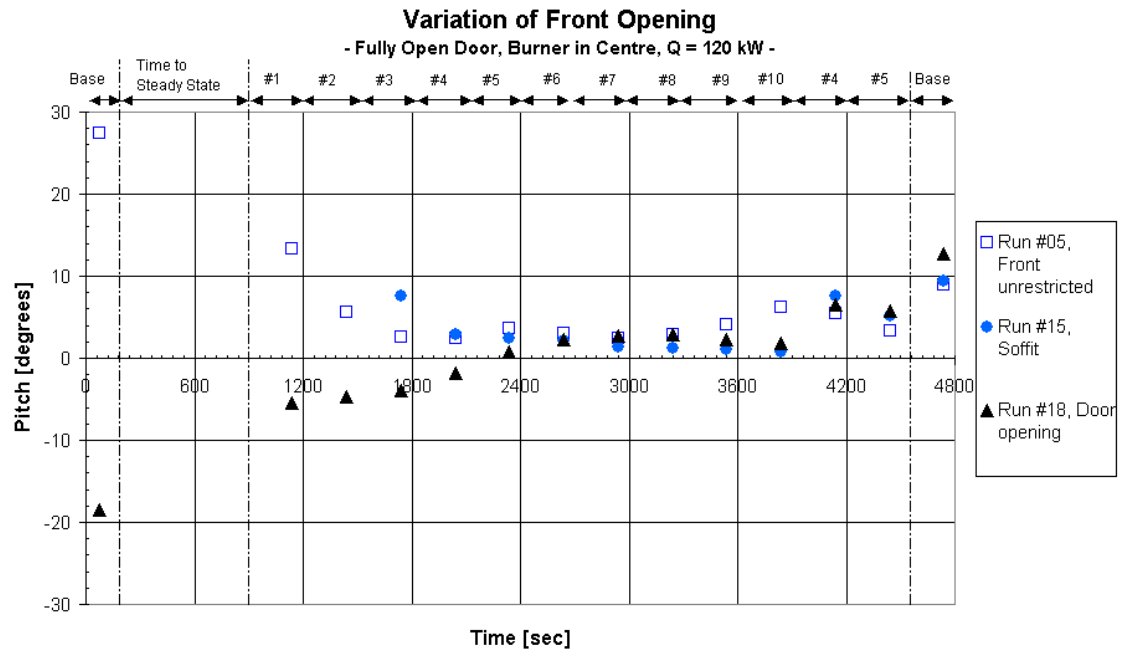 Variation of Front Opening
- Fully Open Door, Burner in Centre, Q = 120 kW -
Base
Time to
Steady State
#1 #2 #3 #4 #5 #6 #7 #8 #9 #10 #4 #5 Base
30
20
10
0
-10
-20
-30
0 600 1200 1800 2400 3000 3600 4200 4800
Pitch [degrees]
Time [sec]
Run #05,
Front
unrestricted
Run #15,
Soffit
Run #18, Door
opening